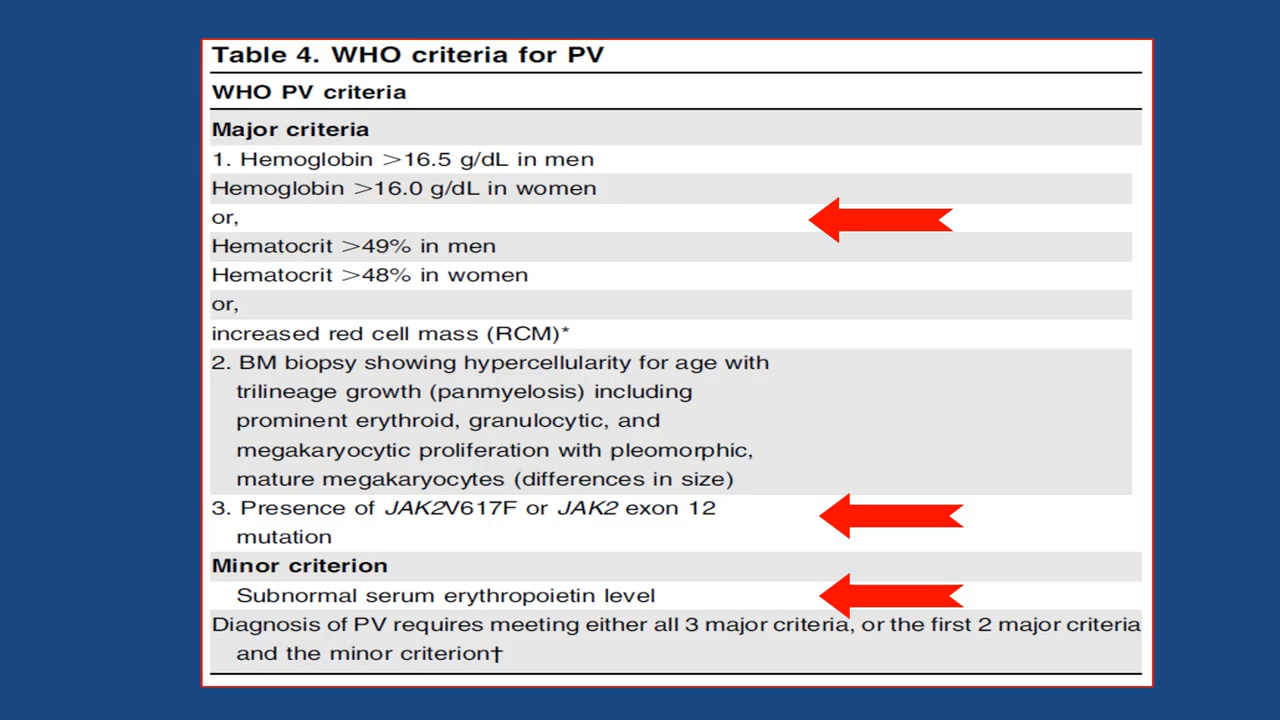 Table 4. WHO criteria for PV
WHO PV criteria
Major criteria
1. Hemoglobin >16.5 g/dL in men
Hemoglobin >16.0 g/dL in women
or,
Hematocrit >49% in men
Hematocrit >48% in women
or,
increased red cell mass (RCM)*
2. BM biopsy showing hypercellularity for age with
trilineage growth (panmyelosis) including
prominent erythroid, granulocytic, and
megakaryocytic proliferation with pleomorphic,
mature megakaryocytes (differences in size)
3. Presence of JAK2V617F or JAK2 exon 12
mutation
Minor criterion
Subnormal serum erythropoietin level
Diagnosis of PV requires meeting either all 3 major criteria, or the first 2 major criteria
and the minor criterion†